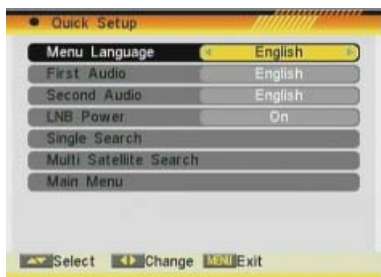 Quick Setup
Menu Language English
First Audio English
Second Audio English
LNB Power On
Single Search
Multi Satellite Search
Main Menu
Select Change MENU Exit